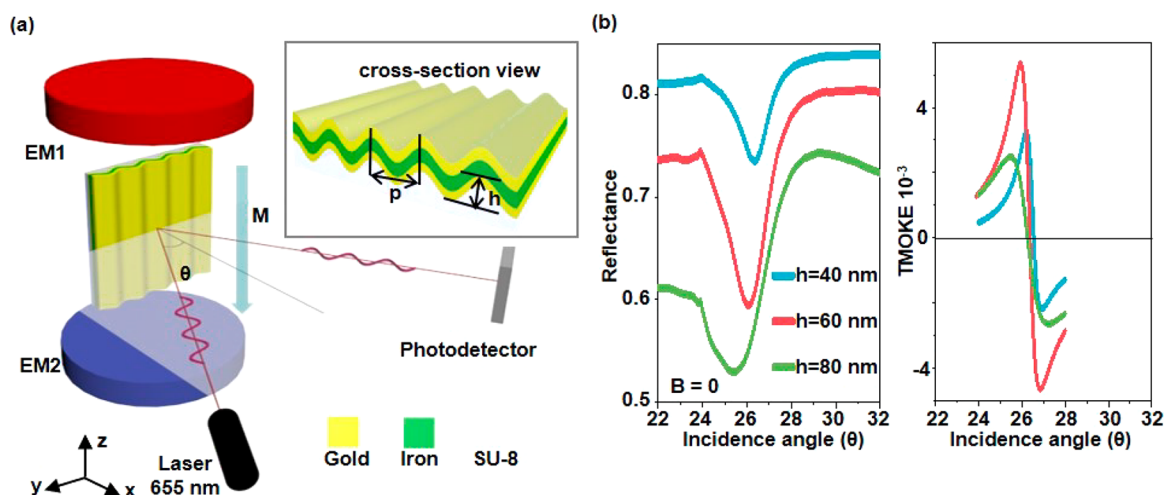 (a)
EM1
cross-section view
p
h
M
θ
EM2
Photodetector
z
y
x
Laser
655 nm
Gold
Iron
SU-8
(b)
Reflectance
0.8
0.7
0.6
0.5
h=40 nm
h=60 nm
h=80 nm
B = 0
22 24 26 28 30 32
Incidence angle (θ)
TMOKE 10-3
4
0
-4
22 24 26 28 30 32
Incidence angle (θ)